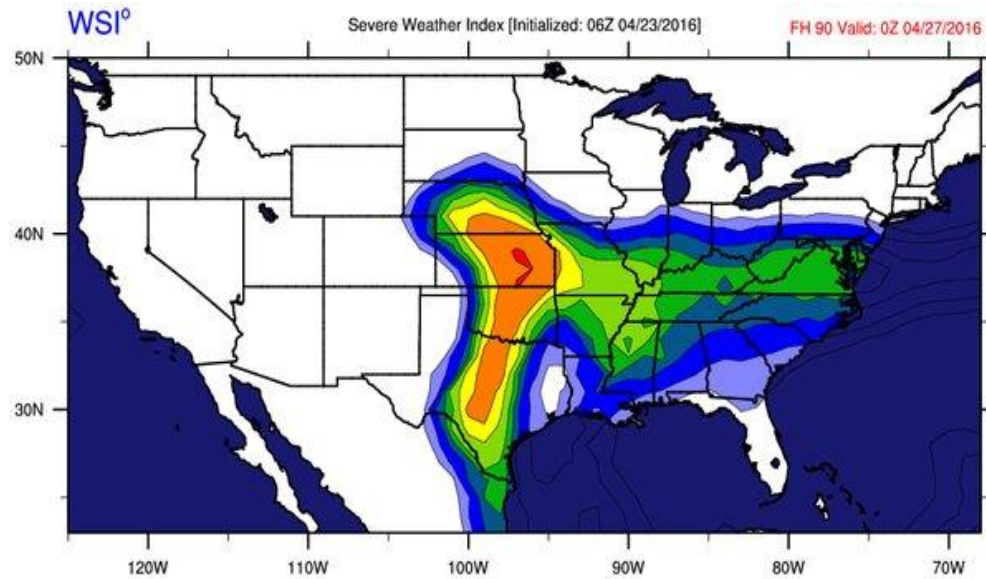 WSI°
Severe Weather Index [Initialized: 06Z 04/23/2016]
FH 90 Valid: 0Z 04/27/2016
50N
40N
30N
120W
110W
100W
90W
80W
70W